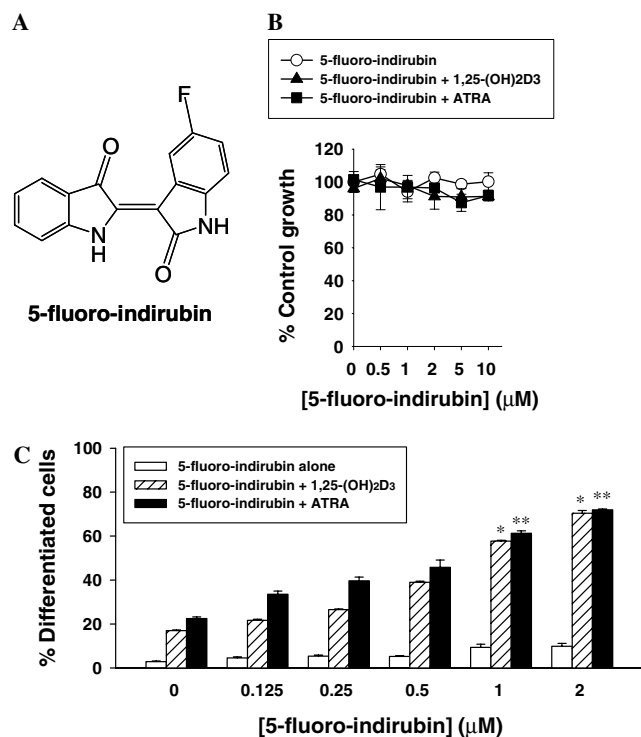 A
F
O
N
H
O
NH
5-fluoro-indirubin
B
5-fluoro-indirubin
5-fluoro-indirubin + 1,25-(OH)2D3
5-fluoro-indirubin + ATRA
% Control growth
120
100
80
60
40
20
0
0 0.5 1 2 5 10
[5-fluoro-indirubin] (μM)
C
5-fluoro-indirubin alone
5-fluoro-indirubin + 1,25-(OH)₂D₃
5-fluoro-indirubin + ATRA
% Differentiated cells
100
80
60
40
20
0
* ** * **
0 0.125 0.25 0.5 1 2
[5-fluoro-indirubin] (μM)